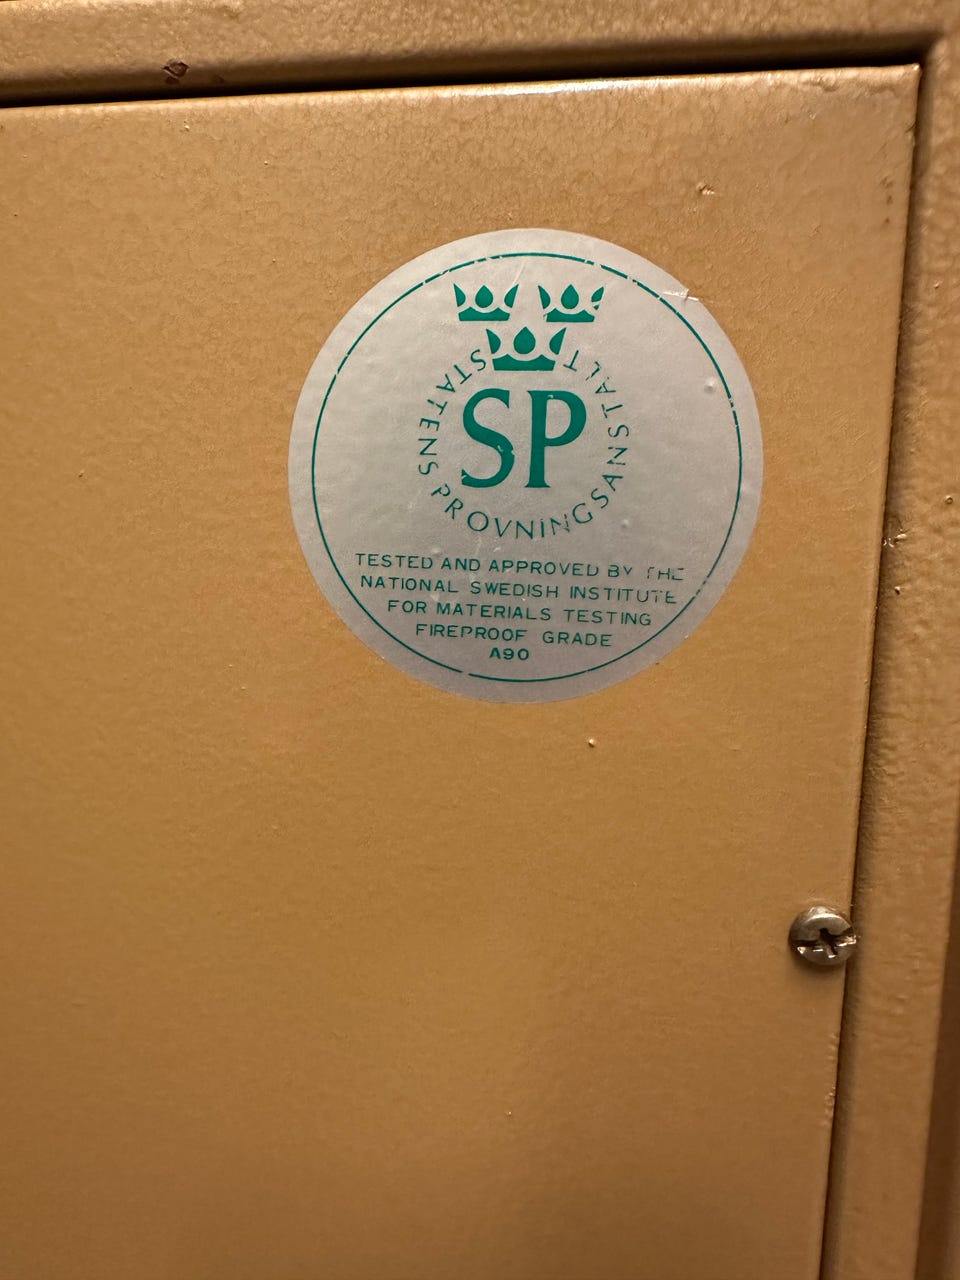 STATENS PROVNINGSANSTALT
SP
TESTED AND APPROVED BY THE
NATIONAL SWEDISH INSTITUTE
FOR MATERIALS TESTING
FIREPROOF GRADE
A90